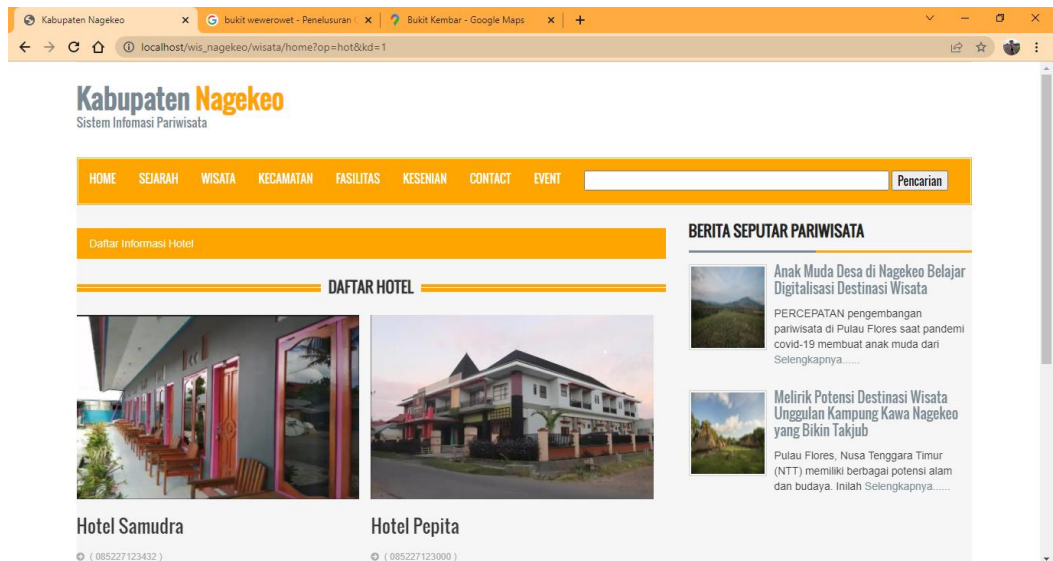 Kabupaten Nagekeo
bukit wewerowet - Penelusuran
Bukit Kembar - Google Maps
localhost/wis_nagekeo/wisata/home?op=hot&kd=1
Kabupaten Nagekeo
Sistem Infomasi Pariwisata
HOME SEJARAH WISATA KECAMATAN FASILITAS KESENIAN CONTACT EVENT Pencarian
Daftar Informasi Hotel
DAFTAR HOTEL
Hotel Samudra
( 085227123432 )
Hotel Pepita
( 085227123000 )
BERITA SEPUTAR PARIWISATA
Anak Muda Desa di Nagekeo Belajar
Digitalisasi Destinasi Wisata
PERCEPATAN pengembangan
pariwisata di Pulau Flores saat pandemi
covid-19 membuat anak muda dari
Selengkapnya......
Melirik Potensi Destinasi Wisata
Unggulan Kampung Kawa Nagekeo
yang Bikin Takjub
Pulau Flores, Nusa Tenggara Timur
(NTT) memiliki berbagai potensi alam
dan budaya. Inilah Selengkapnya......